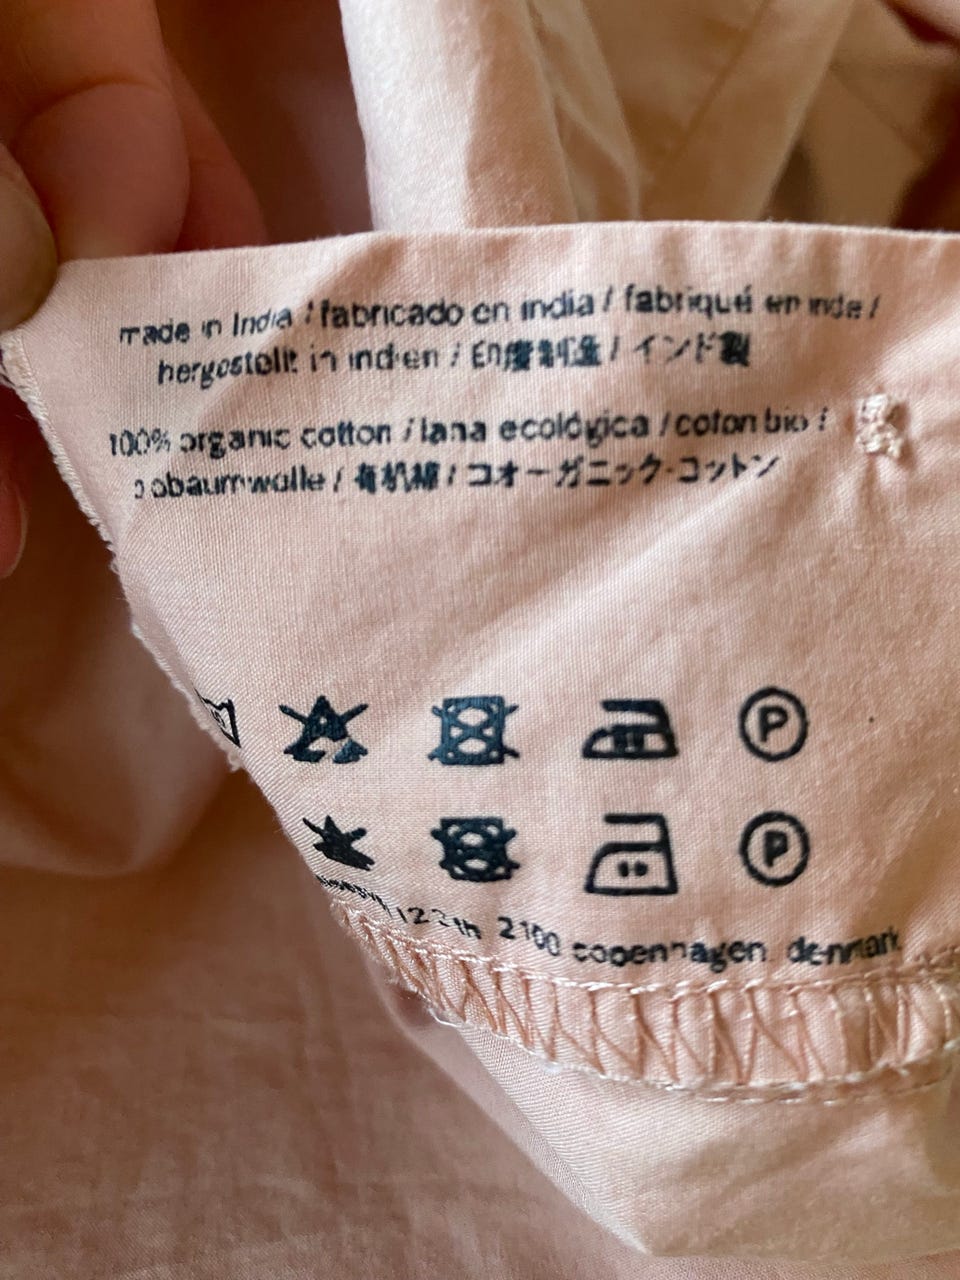 made in India / fabricado en india / fabriqué en inde /
hergestellt in indien / 印度制造 / インド製
100% organic cotton / lana ecológica / coton bio /
obaumwolle / 有机棉 / コオーガニック・コットン
P
P
122th 2100 copenhagen. denmark